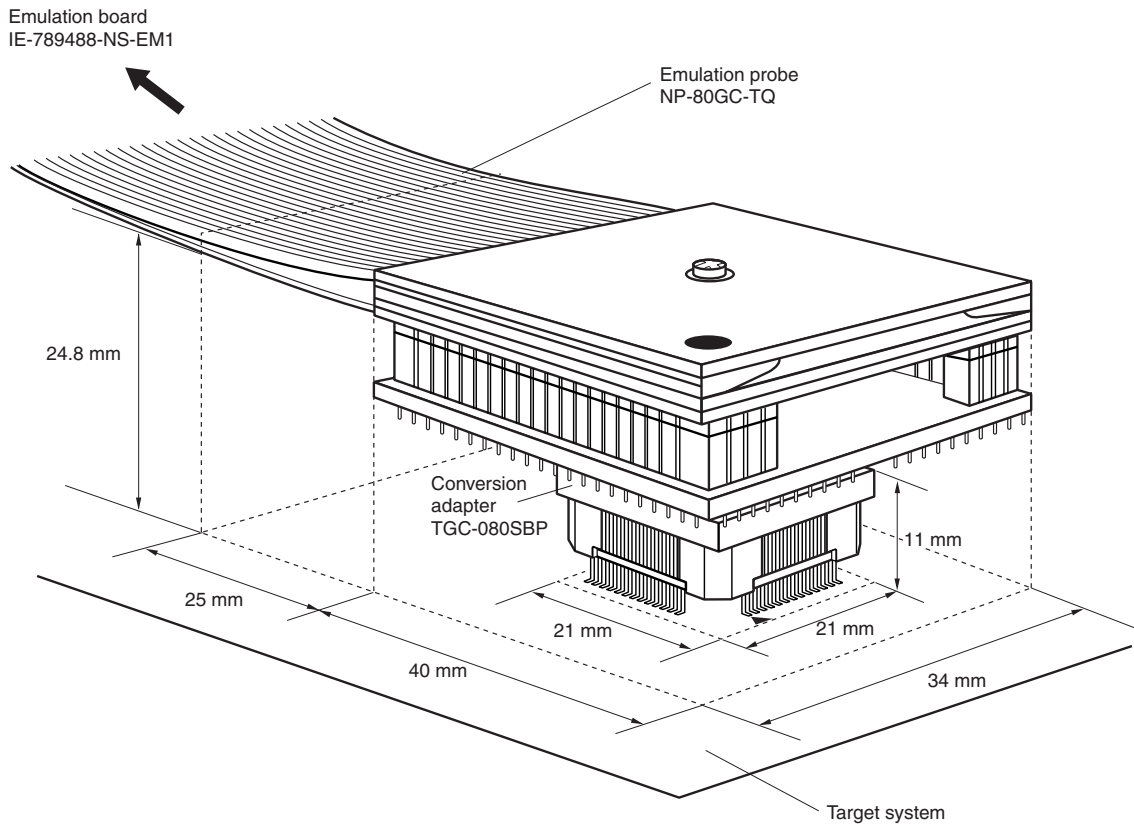 Emulation board
IE-789488-NS-EM1
Emulation probe
NP-80GC-TQ
24.8 mm
Conversion
adapter
TGC-080SBP
11 mm
25 mm
21 mm
21 mm
40 mm
34 mm
Target system